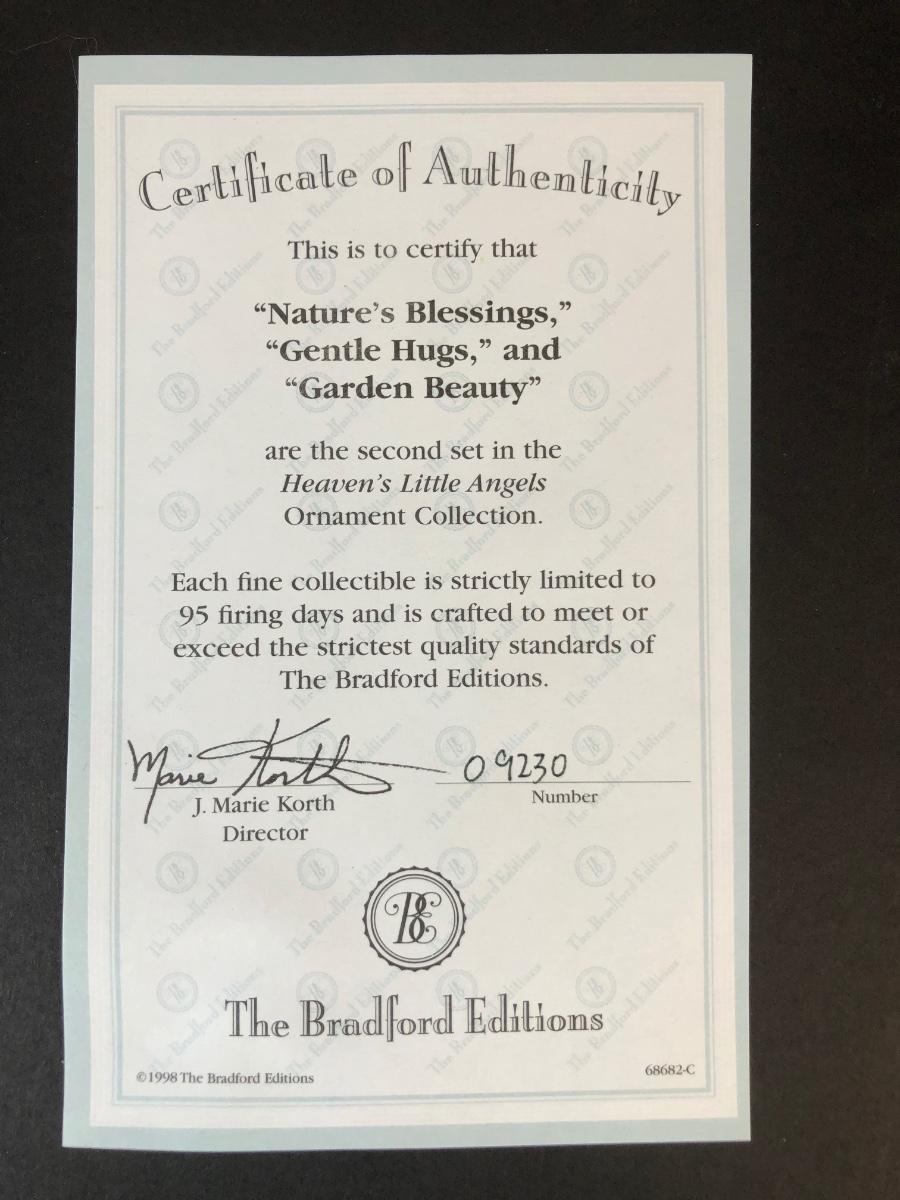 Certificate of Authenticity
This is to certify that
“Nature’s Blessings,”
“Gentle Hugs,” and
“Garden Beauty”
are the second set in the
Heaven’s Little Angels
Ornament Collection.
Each fine collectible is strictly limited to
95 firing days and is crafted to meet or
exceed the strictest quality standards of
The Bradford Editions.
Marie Korth
09230
J. Marie Korth
Number
Director
BE
The Bradford Editions
©1998 The Bradford Editions
68682-C